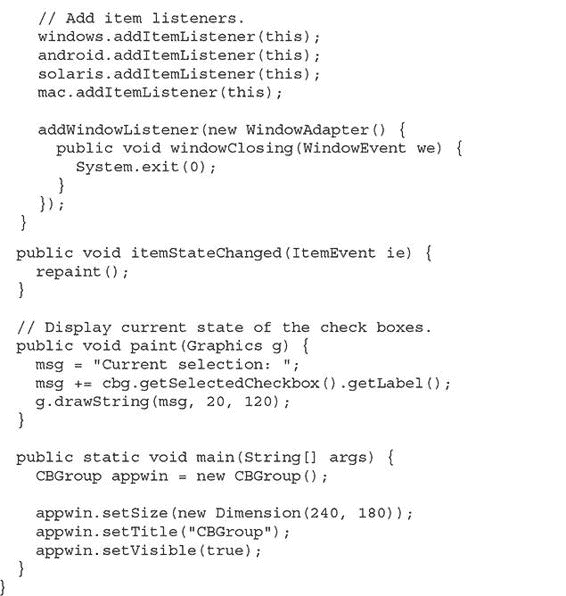 // Add item listeners.
windows.addItemListener(this);
android.addItemListener(this);
solaris.addItemListener(this);
mac.addItemListener(this);
addWindowListener(new WindowAdapter() {
public void windowClosing(WindowEvent we) {
System.exit(0);
}
});
}
public void itemStateChanged(ItemEvent ie) {
repaint();
}
// Display current state of the check boxes.
public void paint(Graphics g) {
msg = "Current selection: ";
msg += cbg.getSelectedCheckbox().getLabel();
g.drawString(msg, 20, 120);
}
public static void main(String[] args) {
CBGroup appwin = new CBGroup();
appwin.setSize(new Dimension(240, 180));
appwin.setTitle("CBGroup");
appwin.setVisible(true);
}
}